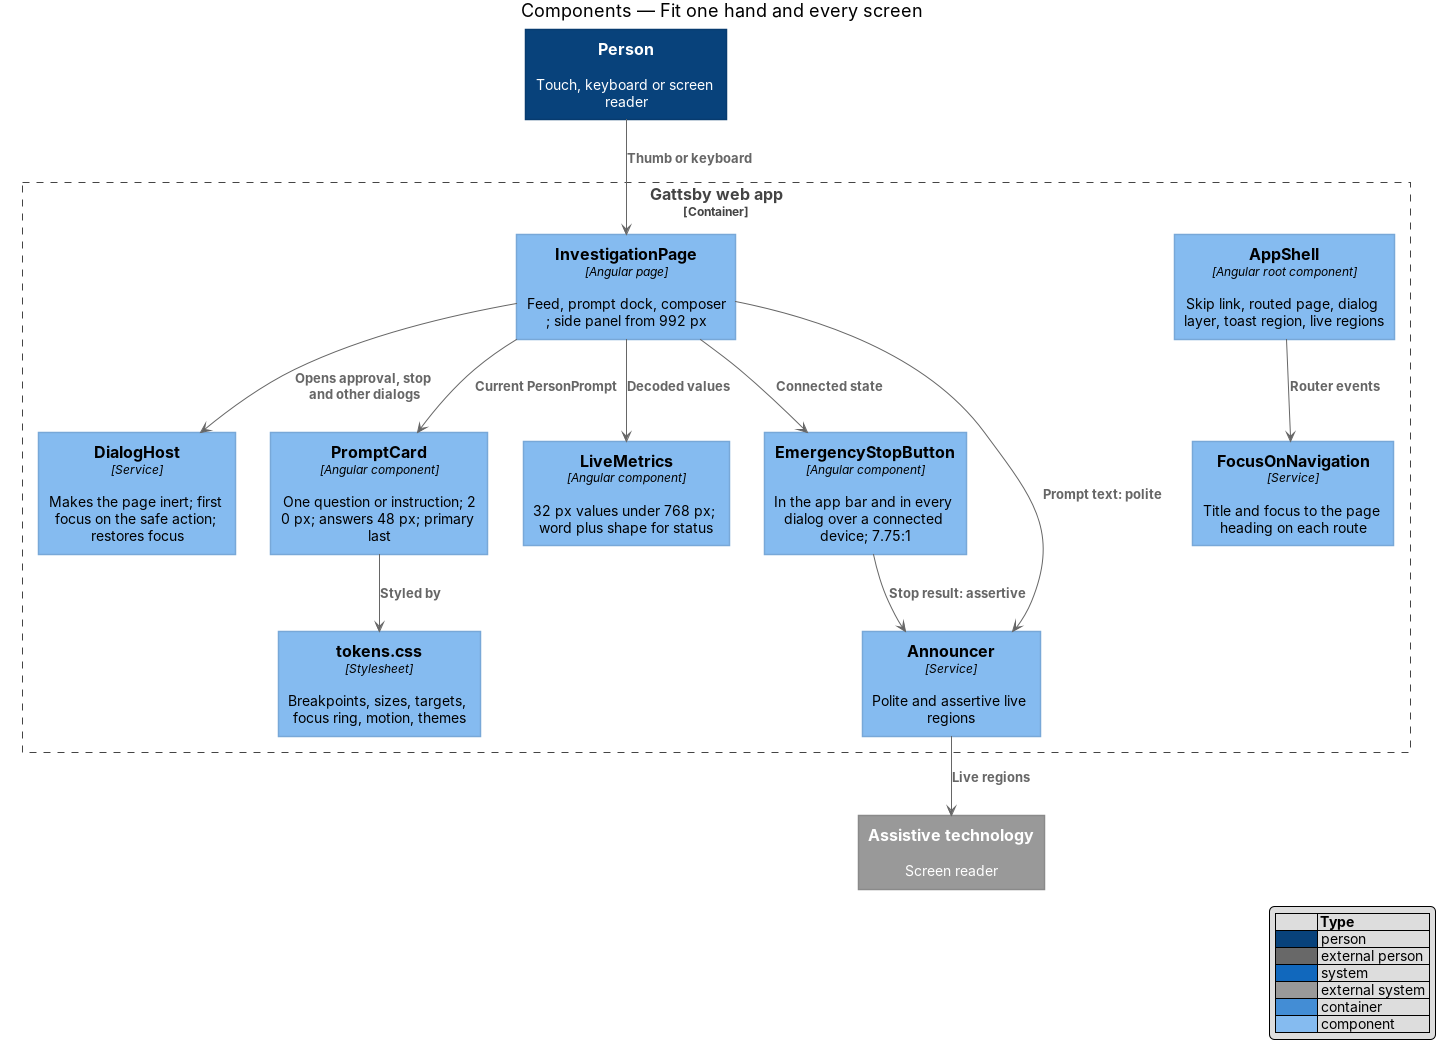 Components — Fit one hand and every screen
Person
Touch, keyboard or screen
reader
Thumb or keyboard
Gattsby web app
[Container]
InvestigationPage
[Angular page]
Feed, prompt dock, composer
; side panel from 992 px
AppShell
[Angular root component]
Skip link, routed page, dialog
layer, toast region, live regions
Opens approval, stop
and other dialogs
Current PersonPrompt
Decoded values
Connected state
Router events
DialogHost
[Service]
Makes the page inert; first
focus on the safe action;
restores focus
PromptCard
[Angular component]
One question or instruction; 2
0 px; answers 48 px; primary
last
LiveMetrics
[Angular component]
32 px values under 768 px;
word plus shape for status
EmergencyStopButton
[Angular component]
In the app bar and in every
dialog over a connected
device; 7.75:1
Prompt text: polite
FocusOnNavigation
[Service]
Title and focus to the page
heading on each route
Styled by
Stop result: assertive
tokens.css
[Stylesheet]
Breakpoints, sizes, targets,
focus ring, motion, themes
Announcer
[Service]
Polite and assertive live
regions
Live regions
Assistive technology
Screen reader
Type
person
external person
system
external system
container
component